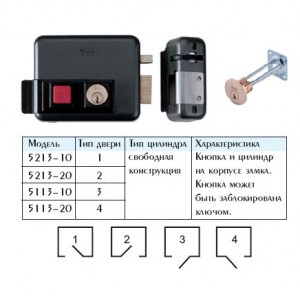 Модель Тип двери Тип цилиндра Характеристика
5213-10 1 свободная конструкция Кнопка и цилиндр
на корпусе замка.
5213-20 2
Кнопка может
5113-10 3
быть заблокирована
5113-20 4
ключом.
1 2 3 4